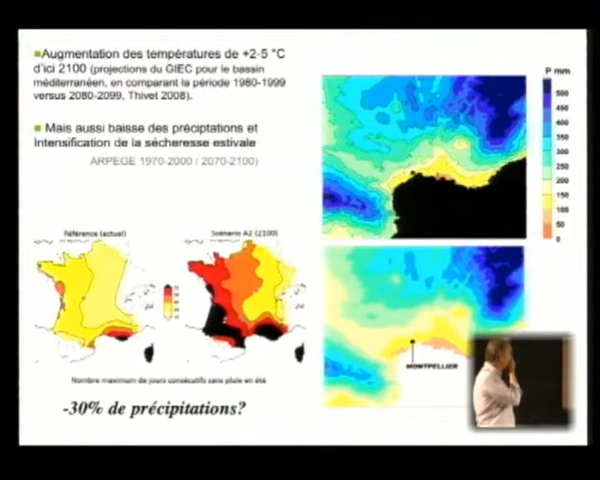 Augmentation des températures de +2-5 °C
d'ici 2100 (projections du GIEC pour le bassin
méditerranéen, en comparant la période 1980-1999
versus 2080-2099, Thivet 2008).
Mais aussi baisse des précptations et
Intensification de la sécheresse estivale
ARPEGE 1970-2000 / 2070-2100)
P mm
500
450
400
350
300
250
200
150
100
50
0
Référence (actuel)
Scénario A2 (2100)
MONTPELLIER
Nombre maximum de jours consécutifs sans pluie en été
-30% de précipitations?